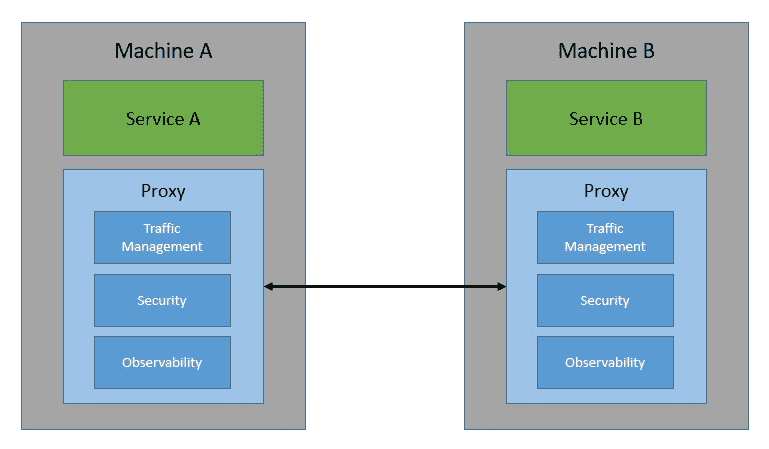 Machine A
Service A
Proxy
Traffic
Management
Security
Observability
Machine B
Service B
Proxy
Traffic
Management
Security
Observability